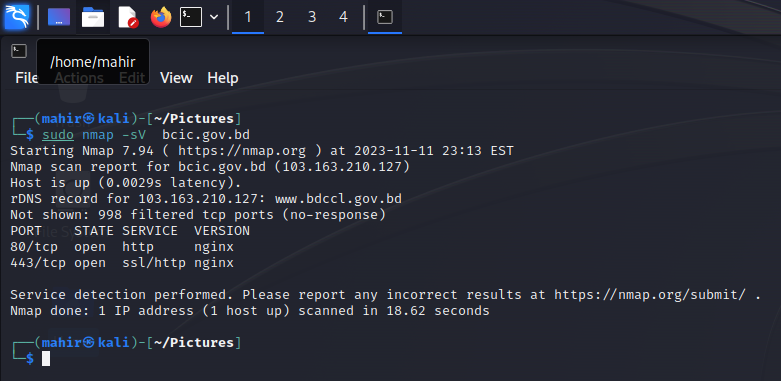 1 2 3 4
/home/mahir
File Actions Edit View Help
┌──(mahir㉿kali)-[~/Pictures]
└─$ sudo nmap -sV  bcic.gov.bd
Starting Nmap 7.94 ( https://nmap.org ) at 2023-11-11 23:13 EST
Nmap scan report for bcic.gov.bd (103.163.210.127)
Host is up (0.0029s latency).
rDNS record for 103.163.210.127: www.bdccl.gov.bd
Not shown: 998 filtered tcp ports (no-response)
PORT    STATE SERVICE  VERSION
80/tcp  open  http     nginx
443/tcp open  ssl/http nginx
Service detection performed. Please report any incorrect results at https://nmap.org/submit/ .
Nmap done: 1 IP address (1 host up) scanned in 18.62 seconds
┌──(mahir㉿kali)-[~/Pictures]
└─$